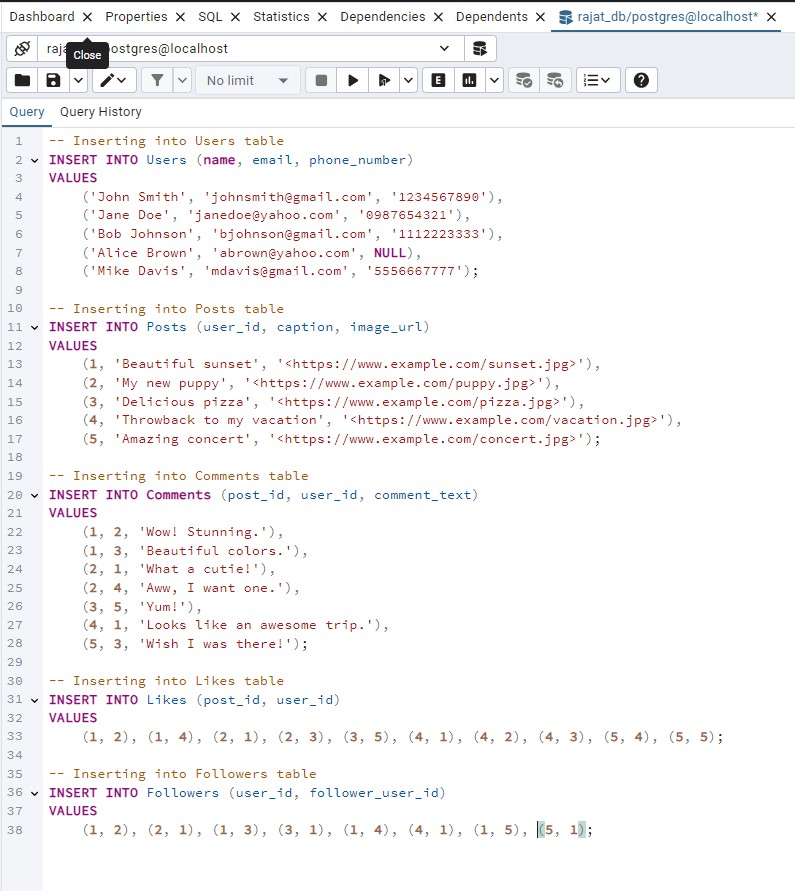 Dashboard × Properties × SQL × Statistics × Dependencies × Dependents × rajat_db/postgres@localhost* ×
postgres@localhost
Close
No limit
E
Query Query History
1 -- Inserting into Users table
2 INSERT INTO Users (name, email, phone_number)
3 VALUES
4 ('John Smith', 'johnsmith@gmail.com', '1234567890'),
5 ('Jane Doe', 'janedoe@yahoo.com', '0987654321'),
6 ('Bob Johnson', 'bjohnson@gmail.com', '1112223333'),
7 ('Alice Brown', 'abrown@yahoo.com', NULL),
8 ('Mike Davis', 'mdavis@gmail.com', '5556667777');
9
10 -- Inserting into Posts table
11 INSERT INTO Posts (user_id, caption, image_url)
12 VALUES
13 (1, 'Beautiful sunset', '<https://www.example.com/sunset.jpg>'),
14 (2, 'My new puppy', '<https://www.example.com/puppy.jpg>'),
15 (3, 'Delicious pizza', '<https://www.example.com/pizza.jpg>'),
16 (4, 'Throwback to my vacation', '<https://www.example.com/vacation.jpg>'),
17 (5, 'Amazing concert', '<https://www.example.com/concert.jpg>');
18
19 -- Inserting into Comments table
20 INSERT INTO Comments (post_id, user_id, comment_text)
21 VALUES
22 (1, 2, 'Wow! Stunning.'),
23 (1, 3, 'Beautiful colors.'),
24 (2, 1, 'What a cutie!'),
25 (2, 4, 'Aww, I want one.'),
26 (3, 5, 'Yum!'),
27 (4, 1, 'Looks like an awesome trip.'),
28 (5, 3, 'Wish I was there!');
29
30 -- Inserting into Likes table
31 INSERT INTO Likes (post_id, user_id)
32 VALUES
33 (1, 2), (1, 4), (2, 1), (2, 3), (3, 5), (4, 1), (4, 2), (4, 3), (5, 4), (5, 5);
34
35 -- Inserting into Followers table
36 INSERT INTO Followers (user_id, follower_user_id)
37 VALUES
38 (1, 2), (2, 1), (1, 3), (3, 1), (1, 4), (4, 1), (1, 5), (5, 1);